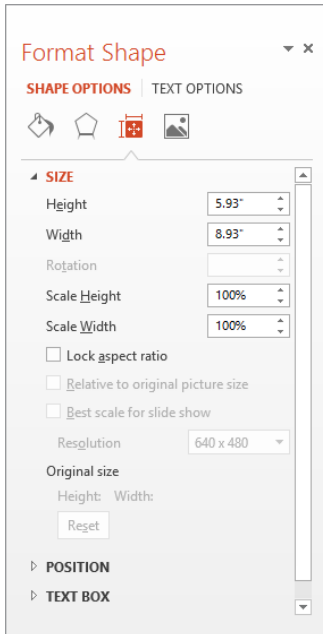 Format Shape
SHAPE OPTIONS TEXT OPTIONS
SIZE
Height 5.93"
Width 8.93"
Rotation
Scale Height 100%
Scale Width 100%
Lock aspect ratio
Relative to original picture size
Best scale for slide show
Resolution 640 x 480
Original size
Height: Width:
Reset
POSITION
TEXT BOX